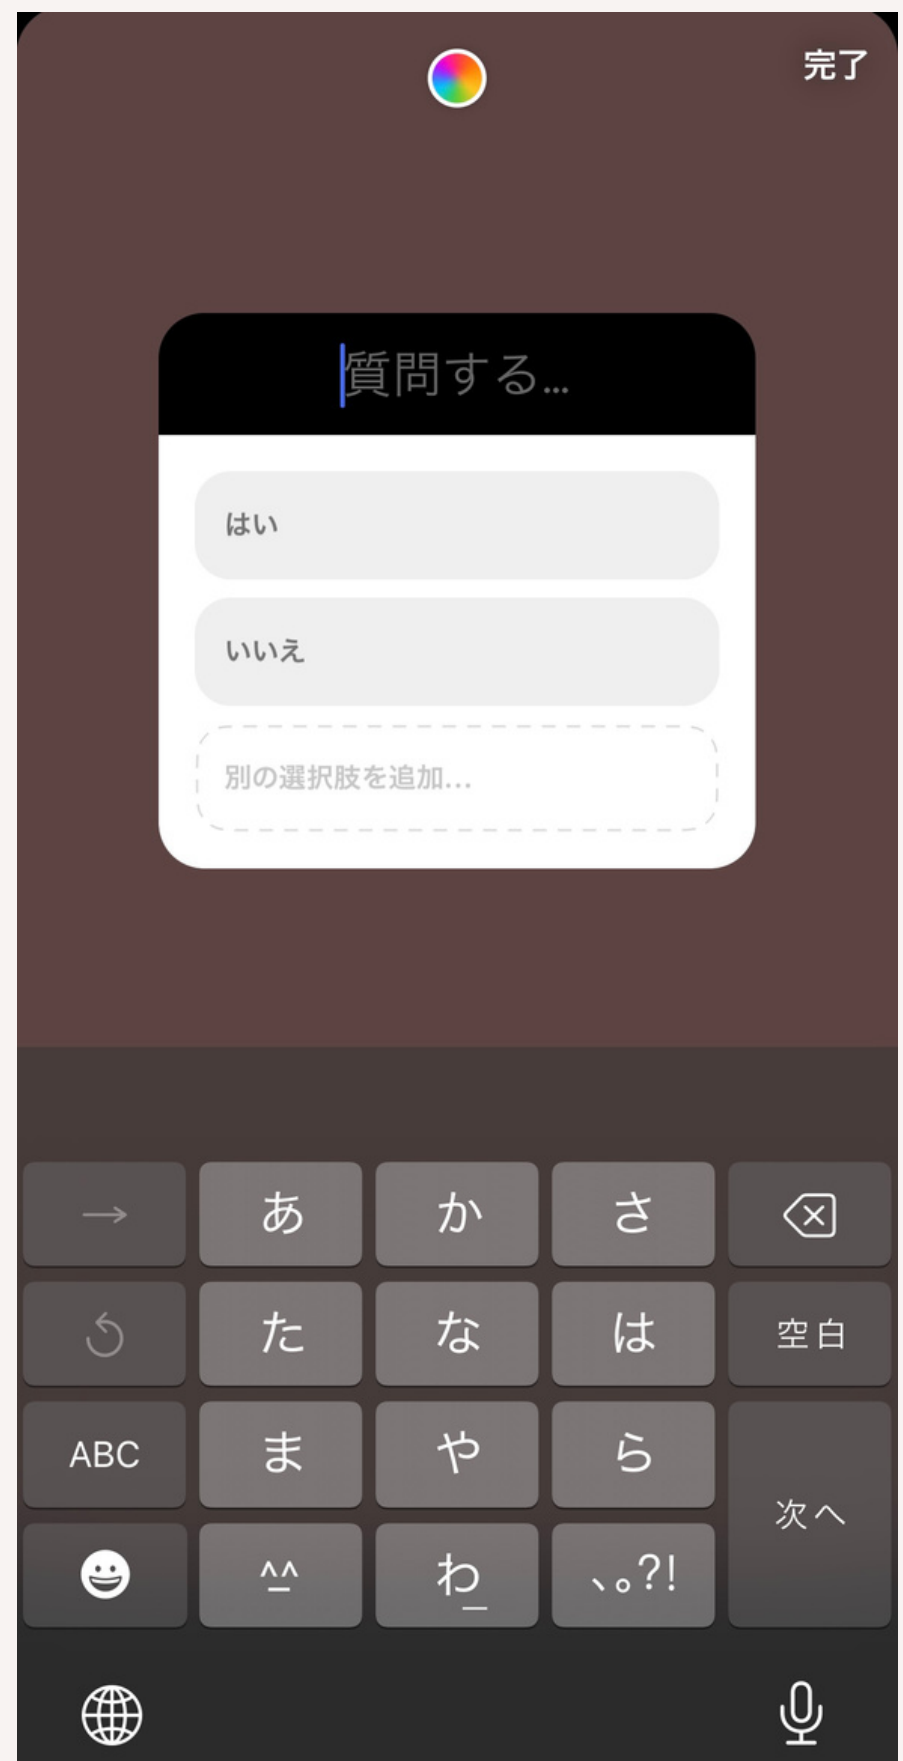 完了
質問する...
はい
いいえ
別の選択肢を追加...
→ あ か さ
た な は 空白
ABC ま や ら
次へ
^^ わ_ 、。?!